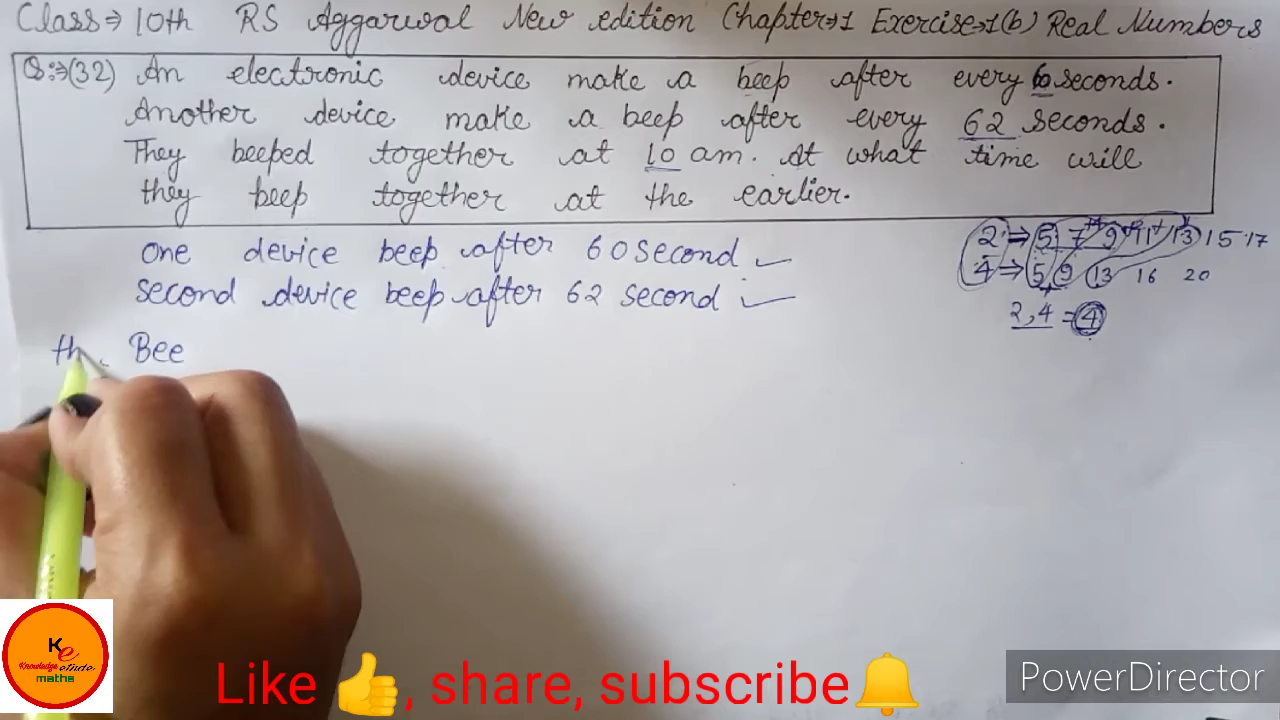 Class→ 10th RS Aggarwal New edition Chapter→1 Exercise→1(b) Real Numbers
Q:→(32) An electronic device make a beep after every 60 seconds.
Another device make a beep after every 62 seconds.
They beeped together at 10 am. At what time will
they beep together at the earlier.
one device beep after 60 second ✓
second device beep after 62 second ✓
2 ⇒ 5 7 9 11 13 15 17
4 ⇒ 5 9 13 16 20
2, 4 = 4
th Bee
Ke
Knowledge etude
maths
Like 👍, share, subscribe🔔
PowerDirector